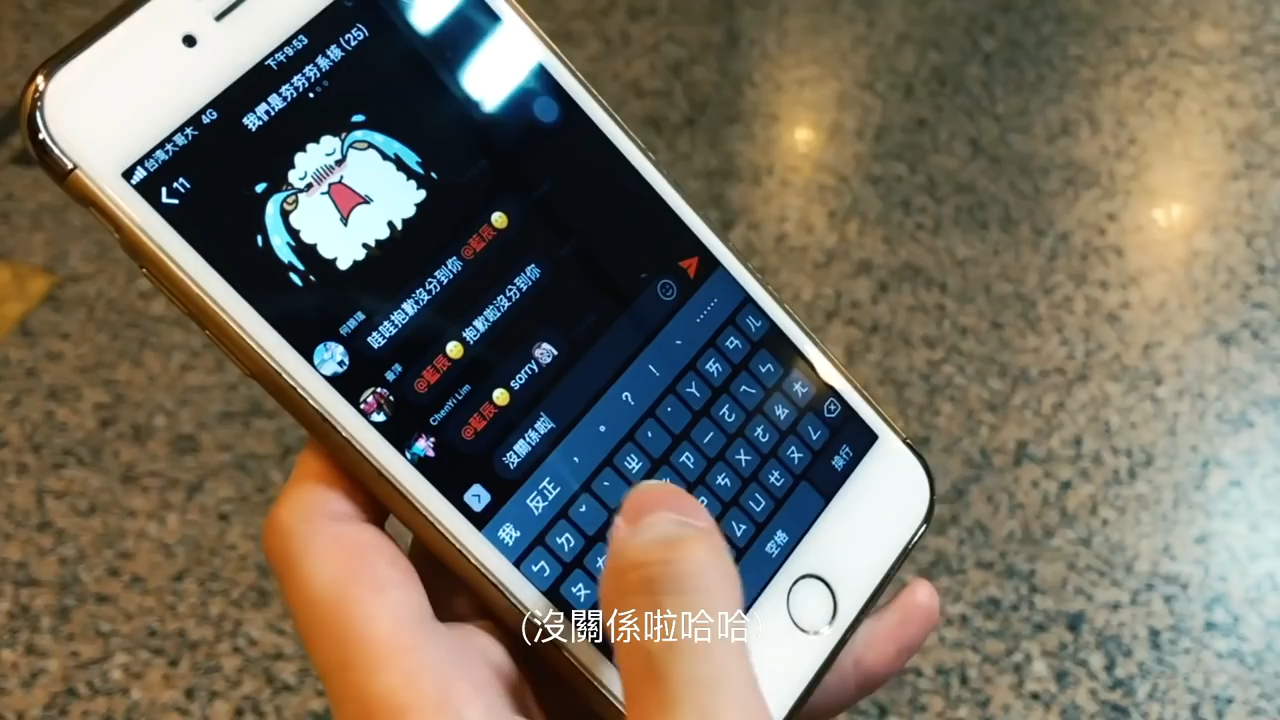 台灣大哥大 4G
下午9:53
11
我們是夯夯夯系核 (25)
哇哇抱歉沒分到你 @藍辰
@藍辰 抱歉啦沒分到你
ChenYi Lim
@藍辰 sorry
沒關係啦
我 反正 ， 。 ？ ！ 、 ⋯⋯
ㄅ ㄉ ˇ ˋ ㄓ ˊ ˙ ㄚ ㄞ ㄢ ㄦ
ㄆ ㄗ ㄧ ㄛ ㄟ ㄣ
ㄘ ㄨ ㄜ ㄠ ㄤ
ㄙ ㄩ ㄝ ㄡ ㄥ
空格 換行
(沒關係啦哈哈)